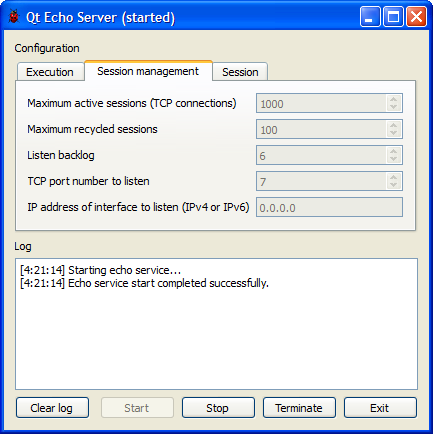 Qt Echo Server (started)
Configuration
Execution Session management Session
Maximum active sessions (TCP connections) 1000
Maximum recycled sessions 100
Listen backlog 6
TCP port number to listen 7
IP address of interface to listen (IPv4 or IPv6) 0.0.0.0
Log
[4:21:14] Starting echo service...
[4:21:14] Echo service start completed successfully.
Clear log Start Stop Terminate Exit